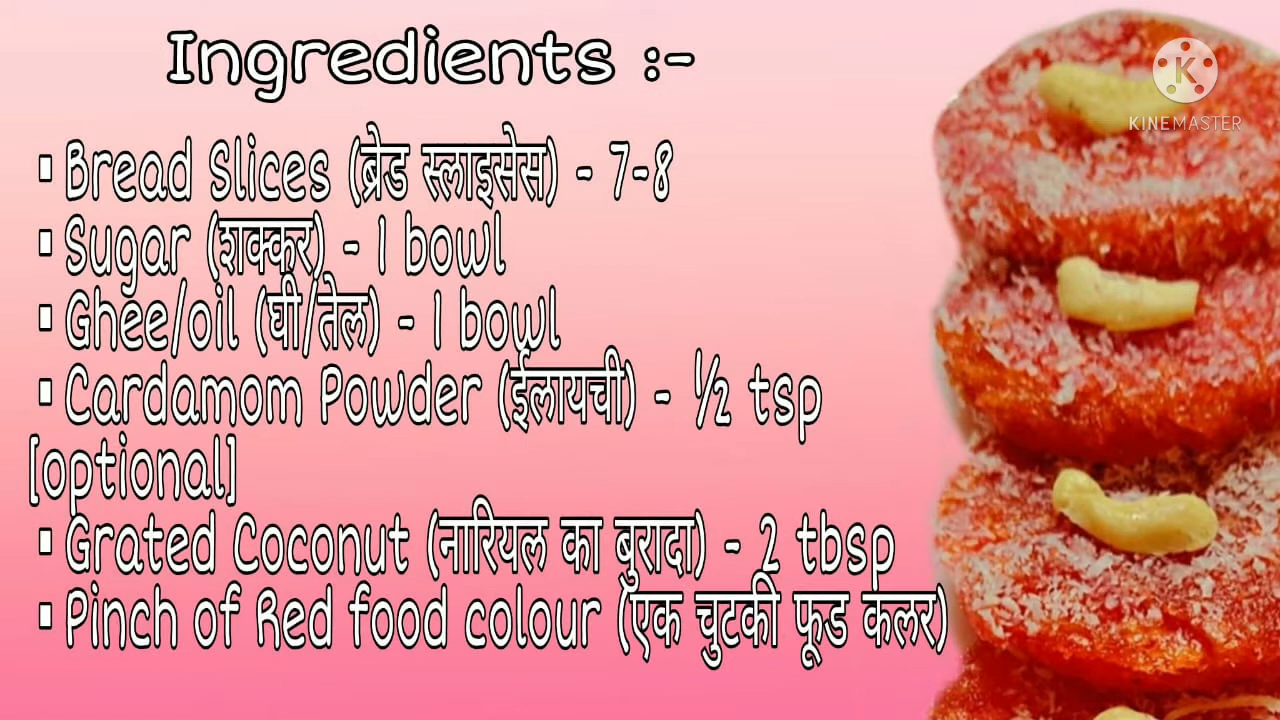 Ingredients :-
▪Bread Slices (ब्रेड स्लाइसेस) - 7-8
▪Sugar (शक्कर) - 1 bowl
▪Ghee/oil (घी/तेल) - 1 bowl
▪Cardamom Powder (ईलायची) - ½ tsp
[optional]
▪Grated Coconut (नारियल का बुरादा) - 2 tbsp
▪Pinch of Red food colour (एक चुटकी फूड कलर)
K
KINEMASTER